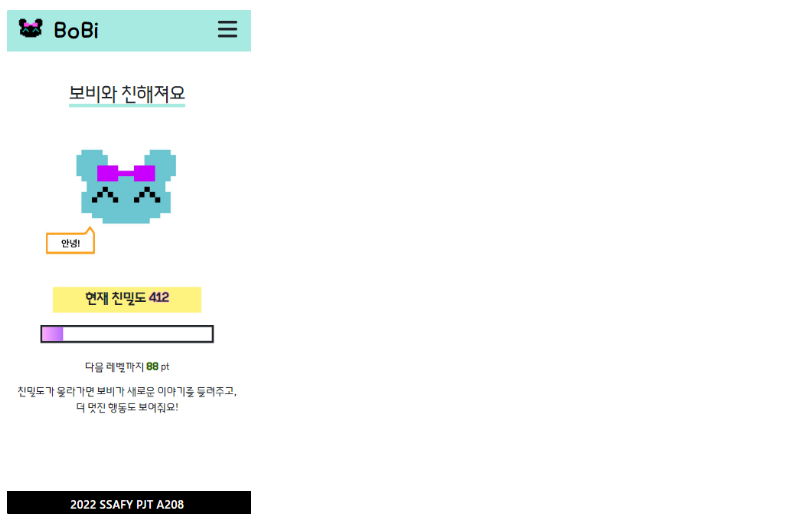 BoBi
보비와 친해져요
안녕!
현재 친밀도 412
다음 레벨까지 88 pt
친밀도가 올라가면 보비가 새로운 이야기를 들려주고,
더 멋진 행동도 보여줘요!
2022 SSAFY PJT A208